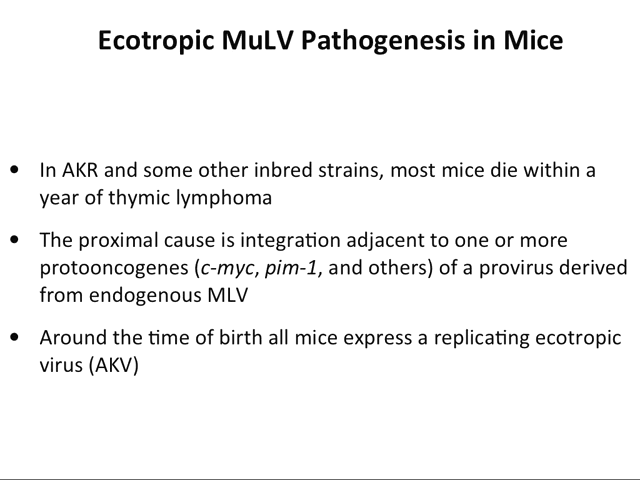 Ecotropic MuLV Pathogenesis in Mice
• In AKR and some other inbred strains, most mice die within a
year of thymic lymphoma
• The proximal cause is integration adjacent to one or more
protooncogenes (c-myc, pim-1, and others) of a provirus derived
from endogenous MLV
• Around the time of birth all mice express a replicating ecotropic
virus (AKV)